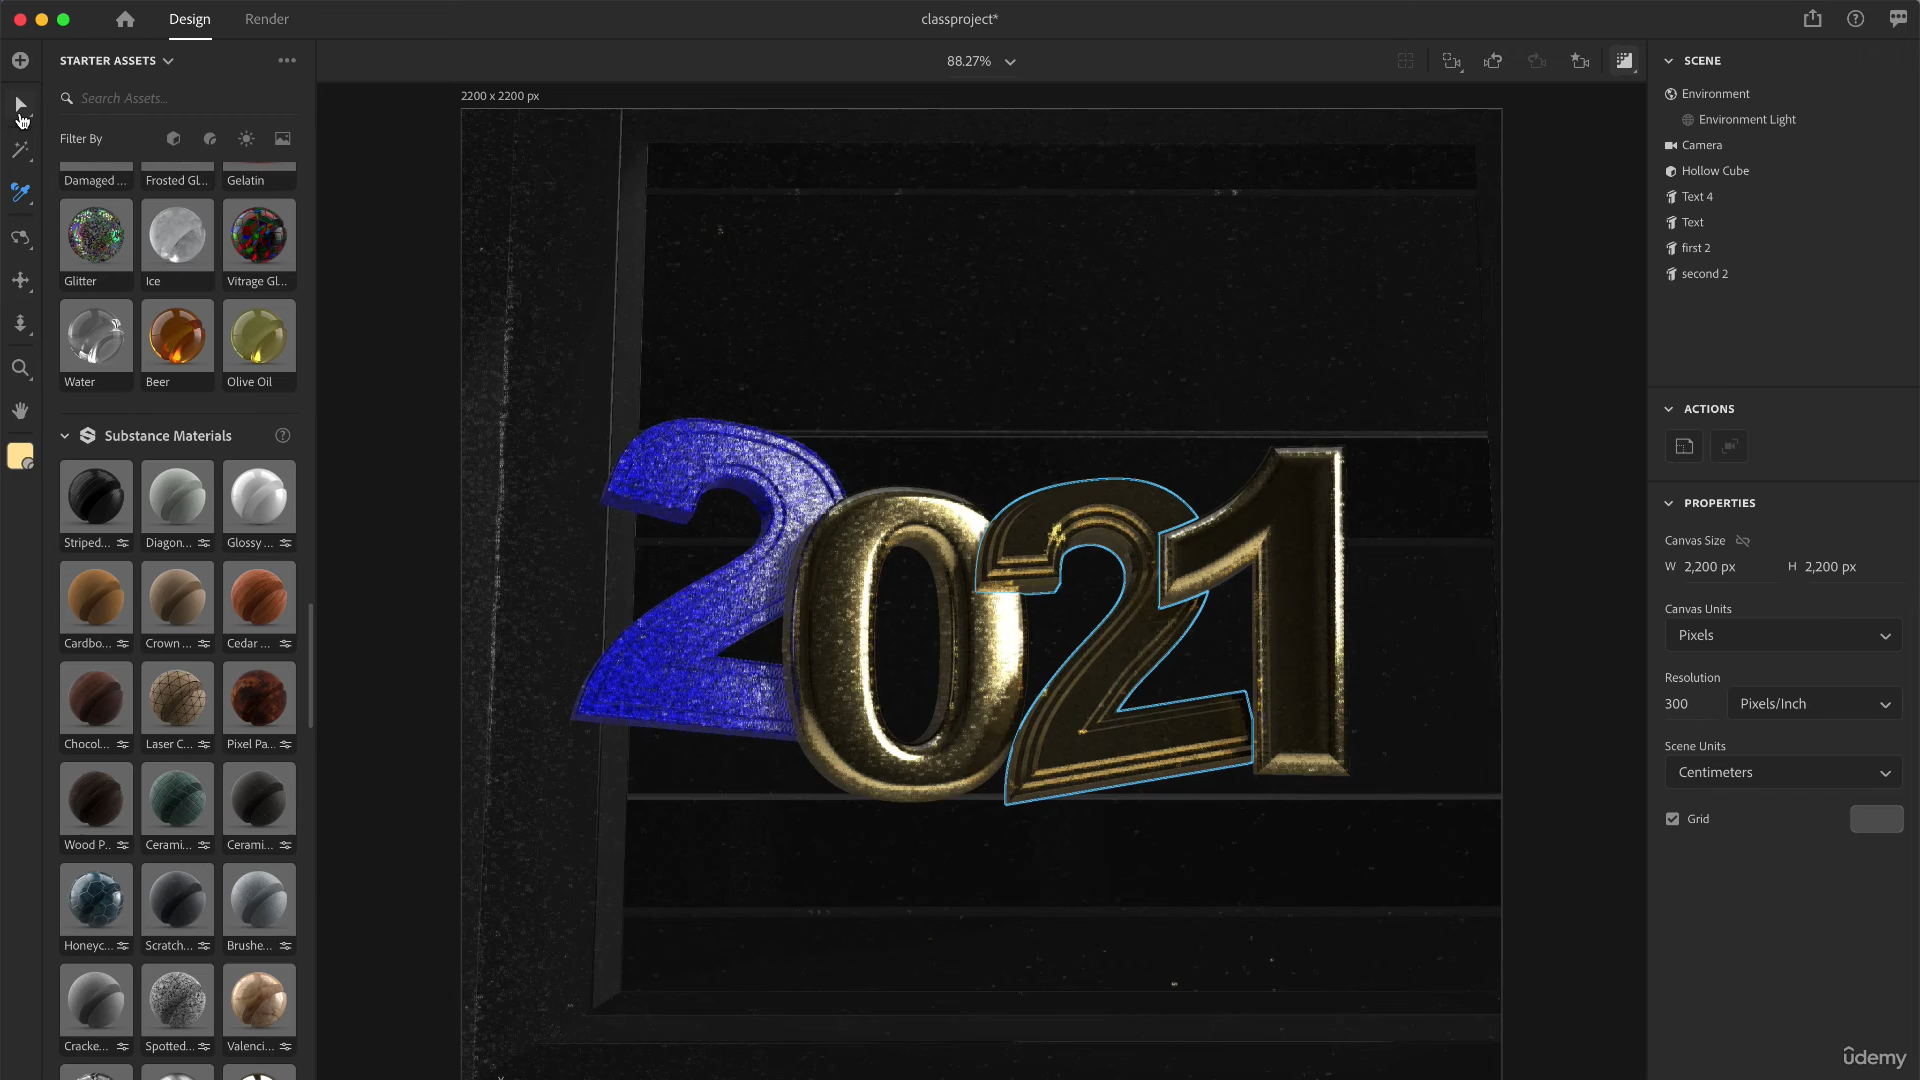 Design
Render
classproject*
STARTER ASSETS
88.27%
SCENE
Search Assets...
2200 x 2200 px
Environment
Environment Light
Filter By
Camera
Damaged ...
Frosted Gl...
Gelatin
Hollow Cube
Text 4
Text
first 2
second 2
Glitter
Ice
Vitrage Gl...
Water
Beer
Olive Oil
ACTIONS
Substance Materials
PROPERTIES
Canvas Size
W 2,200 px
H 2,200 px
Striped...
Diagon...
Glossy ...
Canvas Units
Pixels
Cardbo...
Crown ...
Cedar ...
Resolution
300
Pixels/Inch
Chocol...
Laser C...
Pixel Pa...
Scene Units
Centimeters
Grid
2021
Wood P...
Cerami...
Cerami...
Honeyc...
Scratch...
Brushe...
Cracke...
Spotted...
Valenci...
ûdemy